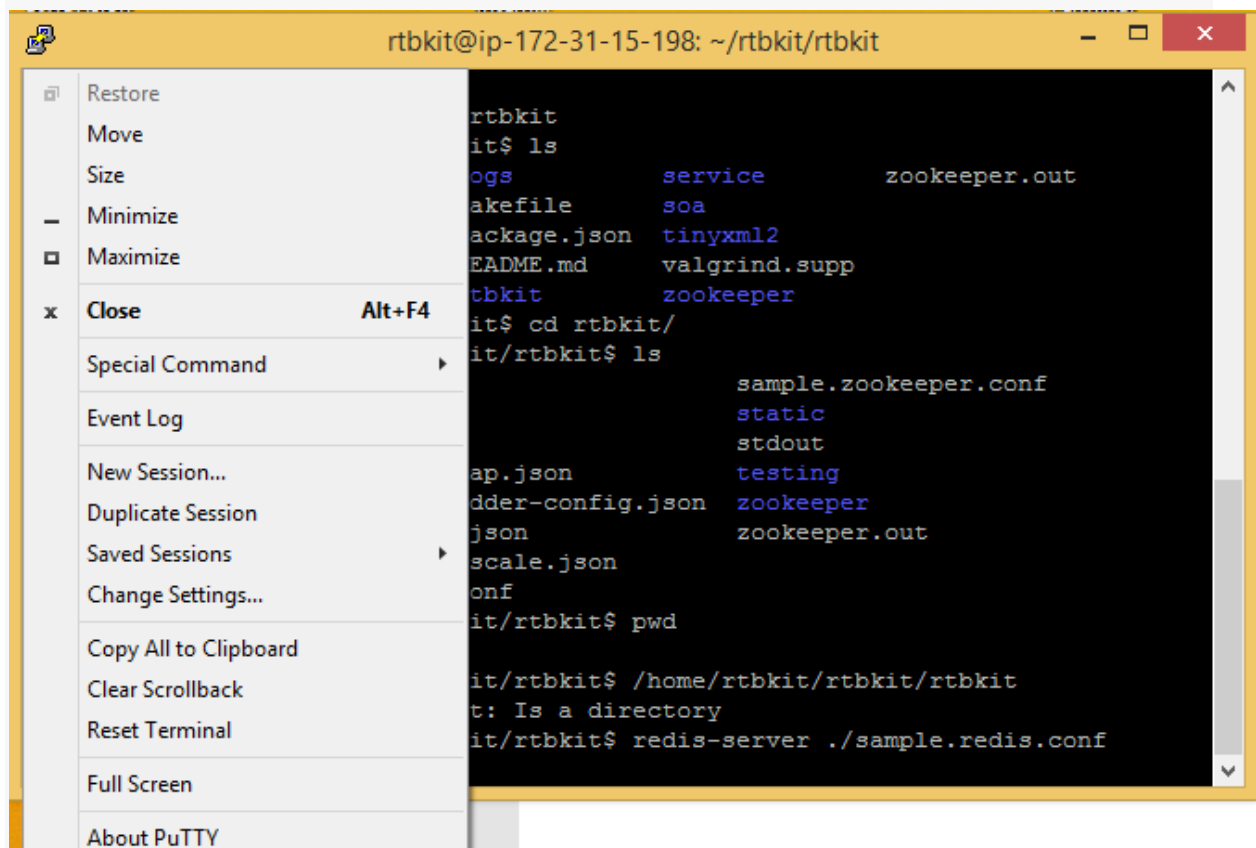 rtbkit@ip-172-31-15-198: ~/rtbkit/rtbkit
Restore
Move
Size
Minimize
Maximize
Close Alt+F4
Special Command
Event Log
New Session...
Duplicate Session
Saved Sessions
Change Settings...
Copy All to Clipboard
Clear Scrollback
Reset Terminal
Full Screen
About PuTTY
rtbkit
it$ ls
ogs service zookeeper.out
akefile soa
ackage.json tinyxml2
EADME.md valgrind.supp
tbkit zookeeper
it$ cd rtbkit/
it/rtbkit$ ls
sample.zookeeper.conf
static
stdout
ap.json testing
dder-config.json zookeeper
json zookeeper.out
scale.json
onf
it/rtbkit$ pwd
it/rtbkit$ /home/rtbkit/rtbkit/rtbkit
t: Is a directory
it/rtbkit$ redis-server ./sample.redis.conf